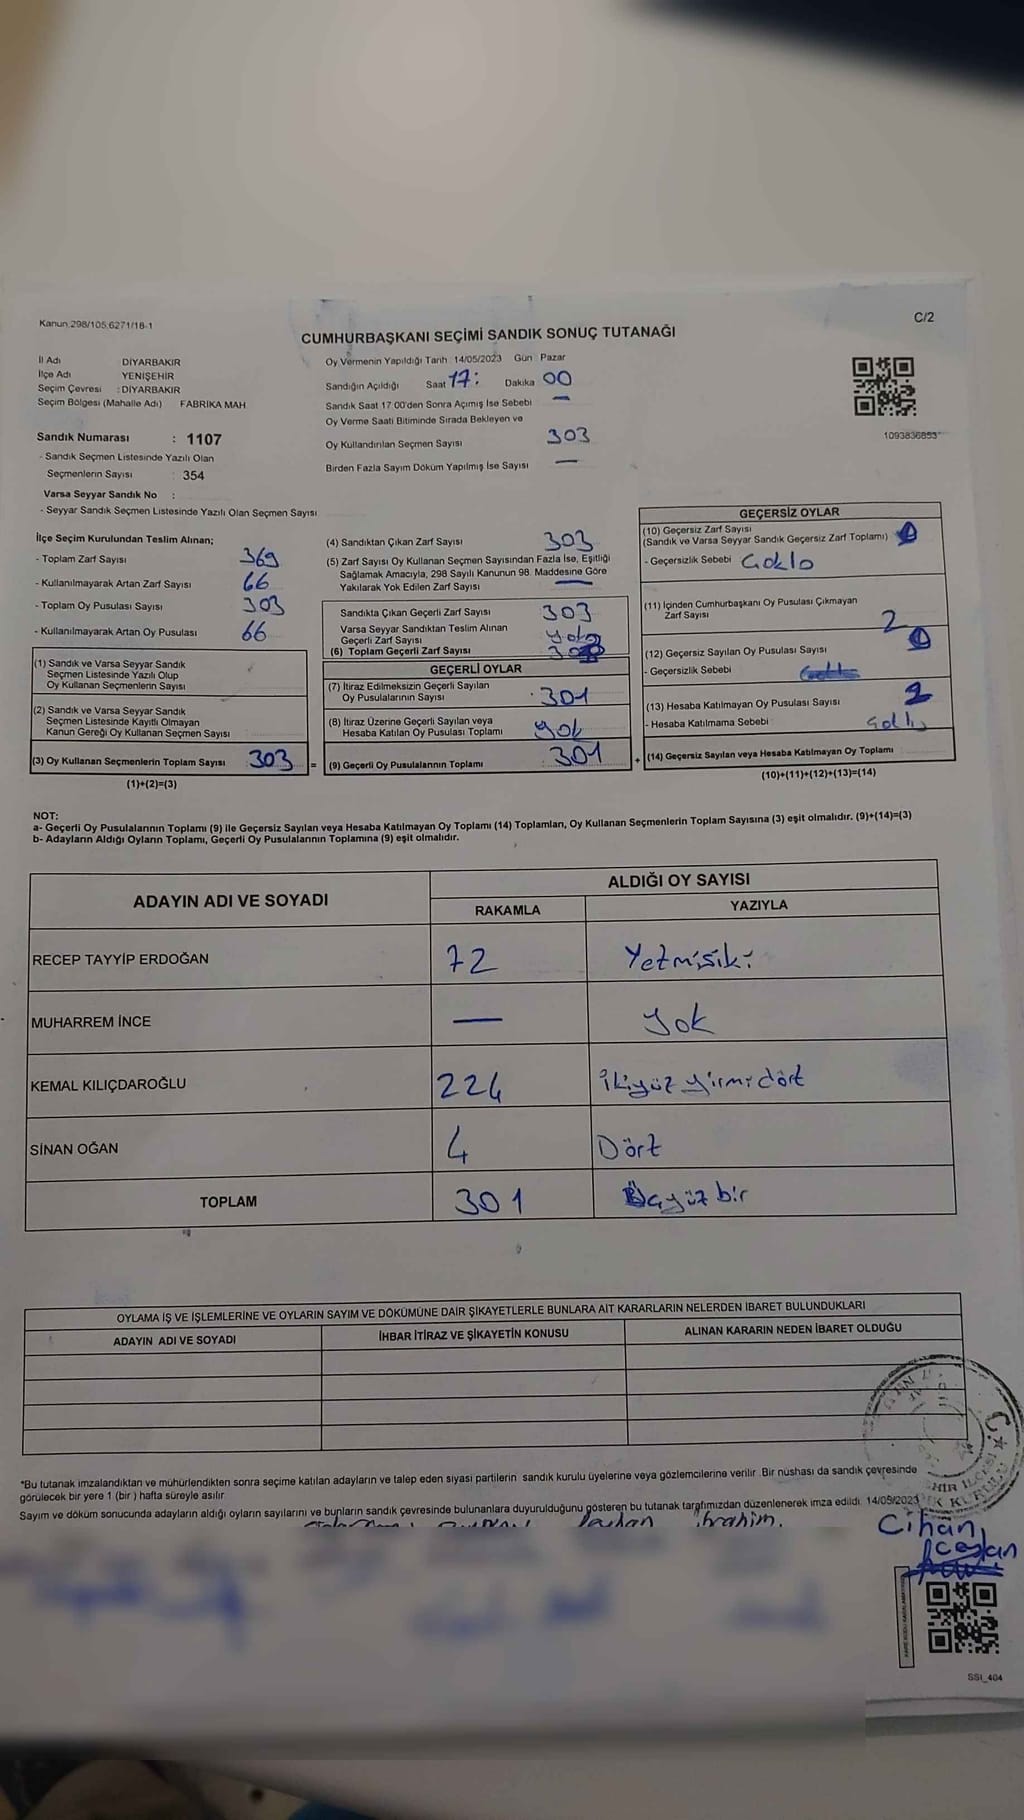 Kanun.298/105.6271/18-1
C/2
CUMHURBAŞKANI SEÇİMİ SANDIK SONUÇ TUTANAĞI
İl Adı DİYARBAKIR
İlçe Adı YENİŞEHİR
Seçim Çevresi : DİYARBAKIR
Seçim Bölgesi (Mahalle Adı) FABRİKA MAH
Sandık Numarası : 1107
- Sandık Seçmen Listesinde Yazılı Olan
Seçmenlerin Sayısı : 354
Varsa Seyyar Sandık No :
- Seyyar Sandık Seçmen Listesinde Yazılı Olan Seçmen Sayısı
Oy Vermenin Yapıldığı Tarih : 14/05/2023 Gün Pazar
Sandığın Açıldığı Saat 17: Dakika 00
Sandık Saat 17 00'den Sonra Açımış İse Sebebi —
Oy Verme Saati Bitiminde Sırada Bekleyen ve
Oy Kullandırılan Seçmen Sayısı 303
Birden Fazla Sayım Döküm Yapılmış İse Sayısı —
1093836853
İlçe Seçim Kurulundan Teslim Alınan;
- Toplam Zarf Sayısı 369
- Kullanılmayarak Artan Zarf Sayısı 66
- Toplam Oy Pusulası Sayısı 303
- Kullanılmayarak Artan Oy Pusulası 66
(1) Sandık ve Varsa Seyyar Sandık
Seçmen Listesinde Yazılı Olup
Oy Kullanan Seçmenlerin Sayısı
(2) Sandık ve Varsa Seyyar Sandık
Seçmen Listesinde Kayıtlı Olmayan
Kanun Gereği Oy Kullanan Seçmen Sayısı
(3) Oy Kullanan Seçmenlerin Toplam Sayısı 303
(1)+(2)=(3)
(4) Sandıktan Çıkan Zarf Sayısı 303
(5) Zarf Sayısı Oy Kullanan Seçmen Sayısından Fazla İse, Eşitliği
Sağlamak Amacıyla, 298 Sayılı Kanunun 98. Maddesine Göre
Yakılarak Yok Edilen Zarf Sayısı —
Sandıkta Çıkan Geçerli Zarf Sayısı 303
Varsa Seyyar Sandıktan Teslim Alınan
Geçerli Zarf Sayısı
(6) Toplam Geçerli Zarf Sayısı
GEÇERLİ OYLAR
(7) İtiraz Edilmeksizin Geçerli Sayılan
Oy Pusulalarının Sayısı 301
(8) İtiraz Üzerine Geçerli Sayılan veya
Hesaba Katılan Oy Pusulası Toplamı yok
= (9) Geçerli Oy Pusulalarının Toplamı 301
GEÇERSİZ OYLAR
(10) Geçersiz Zarf Sayısı
(Sandık ve Varsa Seyyar Sandık Geçersiz Zarf Toplamı)
- Geçersizlik Sebebi
(11) İçinden Cumhurbaşkanı Oy Pusulası Çıkmayan
Zarf Sayısı 2
(12) Geçersiz Sayılan Oy Pusulası Sayısı
- Geçersizlik Sebebi
(13) Hesaba Katılmayan Oy Pusulası Sayısı 2
- Hesaba Katılmama Sebebi
+ (14) Geçersiz Sayılan veya Hesaba Katılmayan Oy Toplamı
(10)+(11)+(12)+(13)=(14)
NOT:
a- Geçerli Oy Pusulalarının Toplamı (9) ile Geçersiz Sayılan veya Hesaba Katılmayan Oy Toplamı (14) Toplamları, Oy Kullanan Seçmenlerin Toplam Sayısına (3) eşit olmalıdır. (9)+(14)=(3)
b- Adayların Aldığı Oyların Toplamı, Geçerli Oy Pusulalarının Toplamına (9) eşit olmalıdır.
ADAYIN ADI VE SOYADI ALDIĞI OY SAYISI
RAKAMLA YAZIYLA
RECEP TAYYİP ERDOĞAN 72 Yetmişiki
MUHARREM İNCE — yok
KEMAL KILIÇDAROĞLU 224 ikiyüz yirmi dört
SİNAN OĞAN 4 Dört
TOPLAM 301 üçyüz bir
OYLAMA İŞ VE İŞLEMLERİNE VE OYLARIN SAYIM VE DÖKÜMÜNE DAİR ŞİKAYETLERLE BUNLARA AİT KARARLARIN NELERDEN İBARET BULUNDUKLARI
ADAYIN ADI VE SOYADI İHBAR İTİRAZ VE ŞİKAYETİN KONUSU ALINAN KARARIN NEDEN İBARET OLDUĞU
*Bu tutanak imzalandıktan ve mühürlendikten sonra seçime katılan adayların ve talep eden siyasi partilerin sandık kurulu üyelerine veya gözlemcilerine verilir. Bir nüshası da sandık çevresinde
görülecek bir yere 1 (bir ) hafta süreyle asılır
Sayım ve döküm sonucunda adayların aldığı oyların sayılarını ve bunların sandık çevresinde bulunanlara duyurulduğunu gösteren bu tutanak tarafımızdan düzenlenerek imza edildi. 14/05/2023
ibrahim.
Cihan
SSI_404